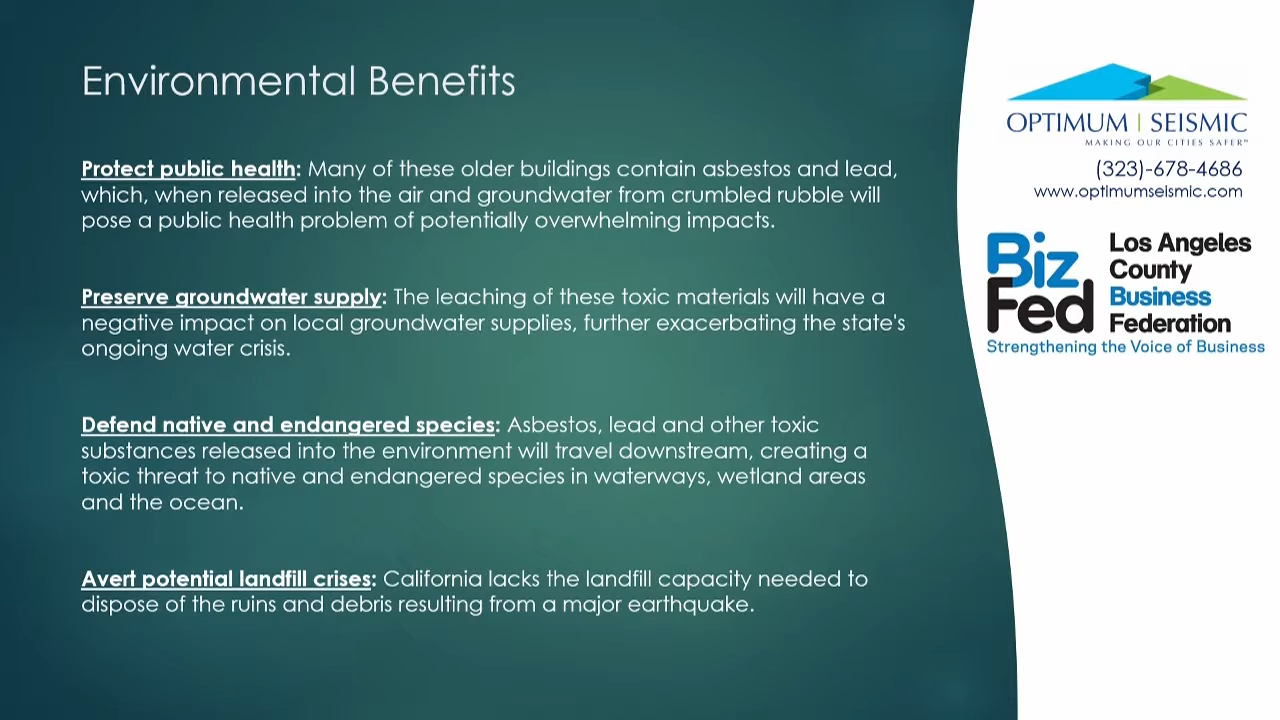 Environmental Benefits
Protect public health: Many of these older buildings contain asbestos and lead,
which, when released into the air and groundwater from crumbled rubble will
pose a public health problem of potentially overwhelming impacts.
Preserve groundwater supply: The leaching of these toxic materials will have a
negative impact on local groundwater supplies, further exacerbating the state's
ongoing water crisis.
Defend native and endangered species: Asbestos, lead and other toxic
substances released into the environment will travel downstream, creating a
toxic threat to native and endangered species in waterways, wetland areas
and the ocean.
Avert potential landfill crises: California lacks the landfill capacity needed to
dispose of the ruins and debris resulting from a major earthquake.
OPTIMUM | SEISMIC
MAKING OUR CITIES SAFER™
(323)-678-4686
www.optimumseismic.com
Biz
Fed
Los Angeles
County
Business
Federation
Strengthening the Voice of Business